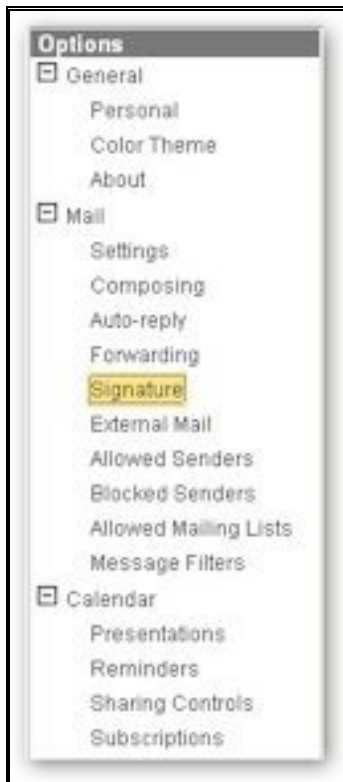 Options
General
Personal
Color Theme
About
Mail
Settings
Composing
Auto-reply
Forwarding
Signature
External Mail
Allowed Senders
Blocked Senders
Allowed Mailing Lists
Message Filters
Calendar
Presentations
Reminders
Sharing Controls
Subscriptions